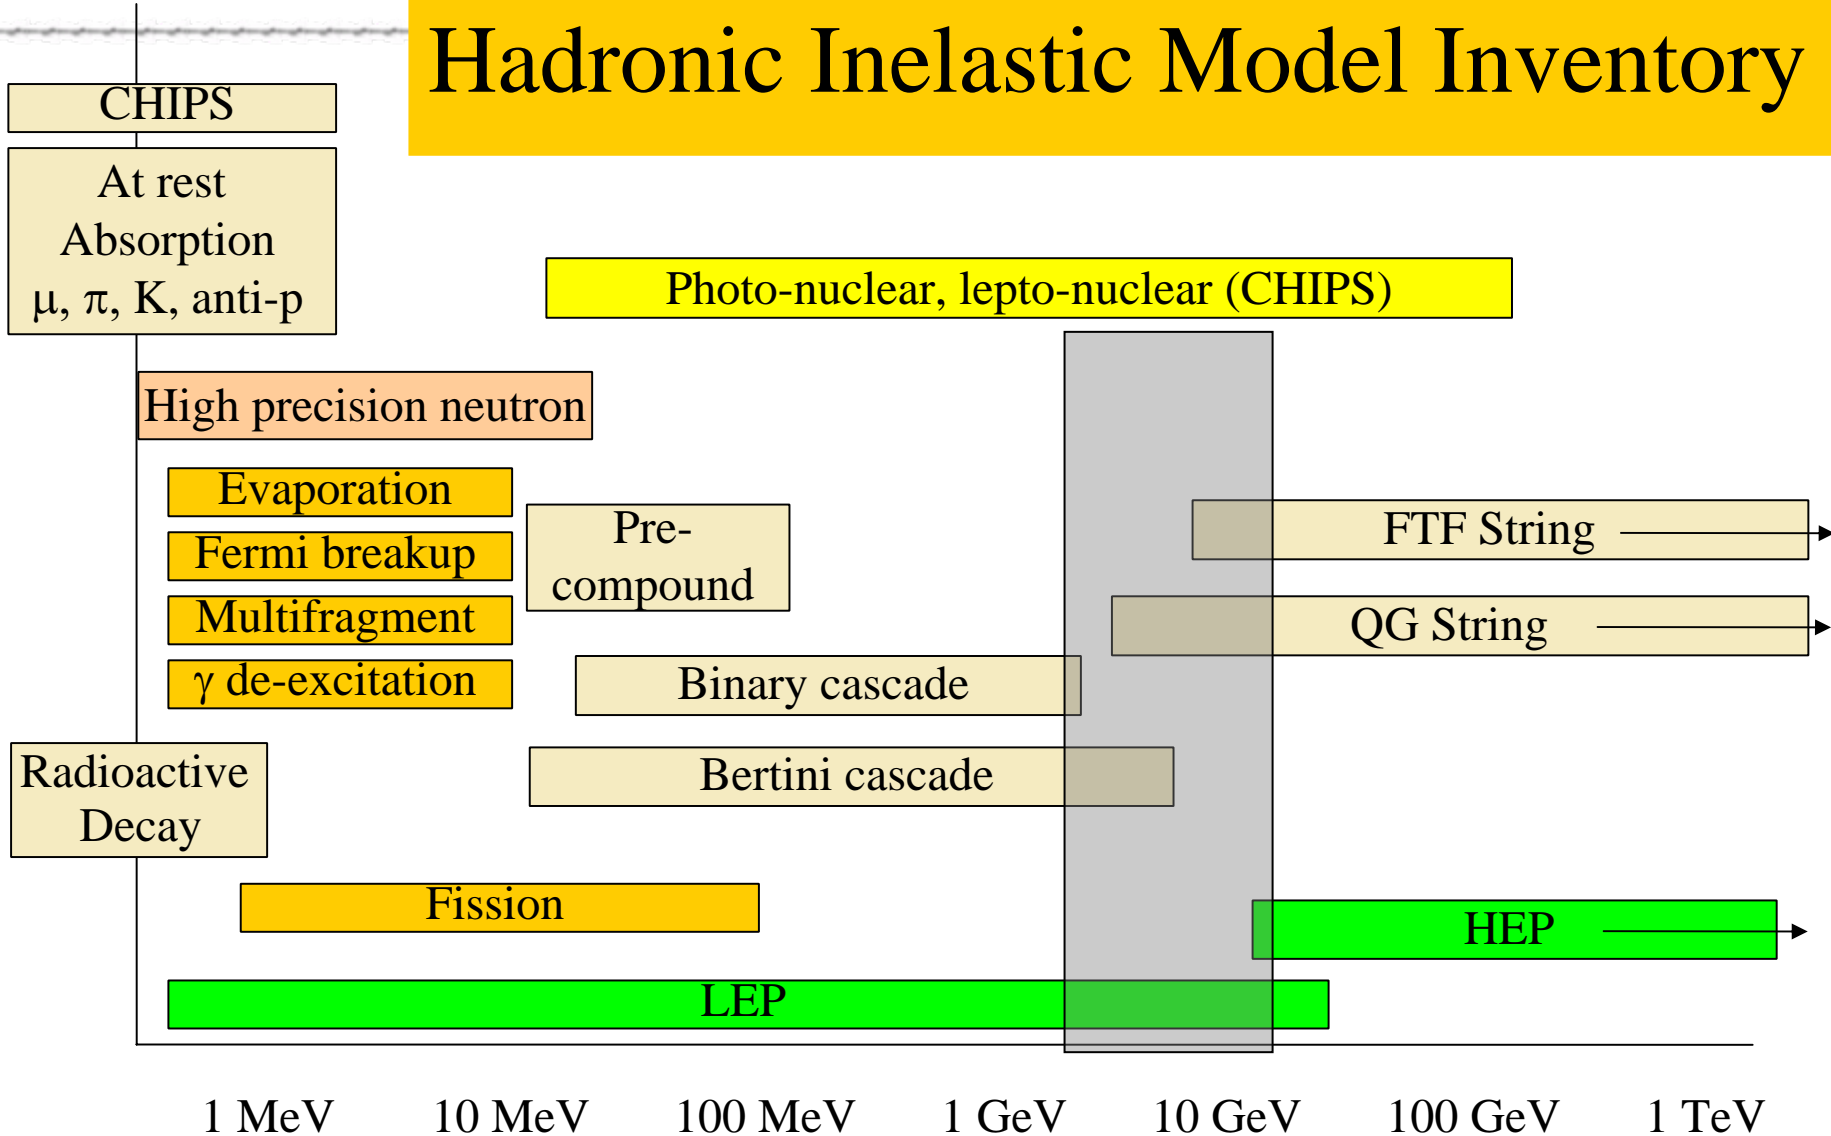 Hadronic Inelastic Model Inventory
CHIPS
At rest
Absorption
μ, π, K, anti-p
Photo-nuclear, lepto-nuclear (CHIPS)
High precision neutron
Evaporation
Fermi breakup
Multifragment
γ de-excitation
Pre-
compound
FTF String
QG String
Binary cascade
Bertini cascade
Radioactive
Decay
Fission
HEP
LEP
1 MeV 10 MeV 100 MeV 1 GeV 10 GeV 100 GeV 1 TeV